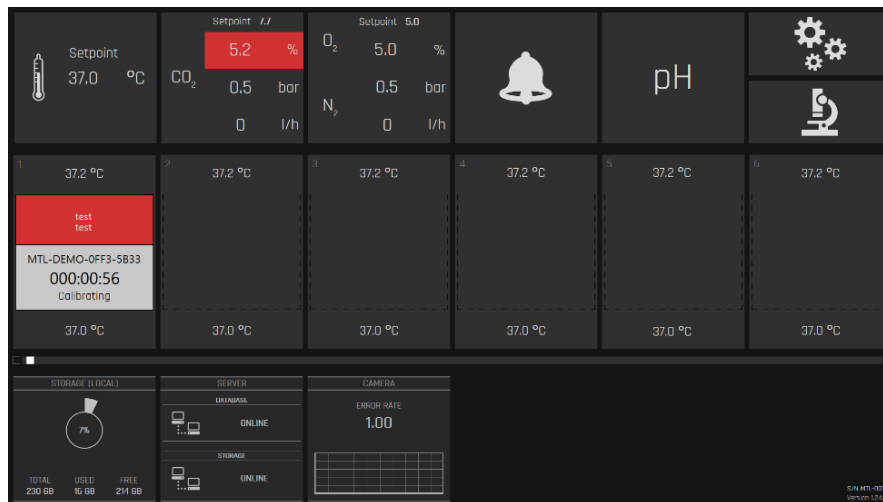 Setpoint
37.0 °C
Setpoint 7.7
CO₂
5.2 %
0.5 bar
0 l/h
Setpoint 5.0
O₂
5.0 %
0.5 bar
N₂
0 l/h
pH
1
37.2 °C
2
37.2 °C
3
37.2 °C
4
37.2 °C
5
37.2 °C
6
37.2 °C
test
test
MTL-DEMO-0FF3-5B33
000:00:56
Calibrating
37.0 °C
37.0 °C
37.0 °C
37.0 °C
37.0 °C
37.0 °C
STORAGE (LOCAL)
7%
TOTAL USED FREE
230 GB 16 GB 214 GB
SERVER
DATABASE
ONLINE
STORAGE
ONLINE
CAMERA
ERROR RATE
1.00
S/N MTL-
Version